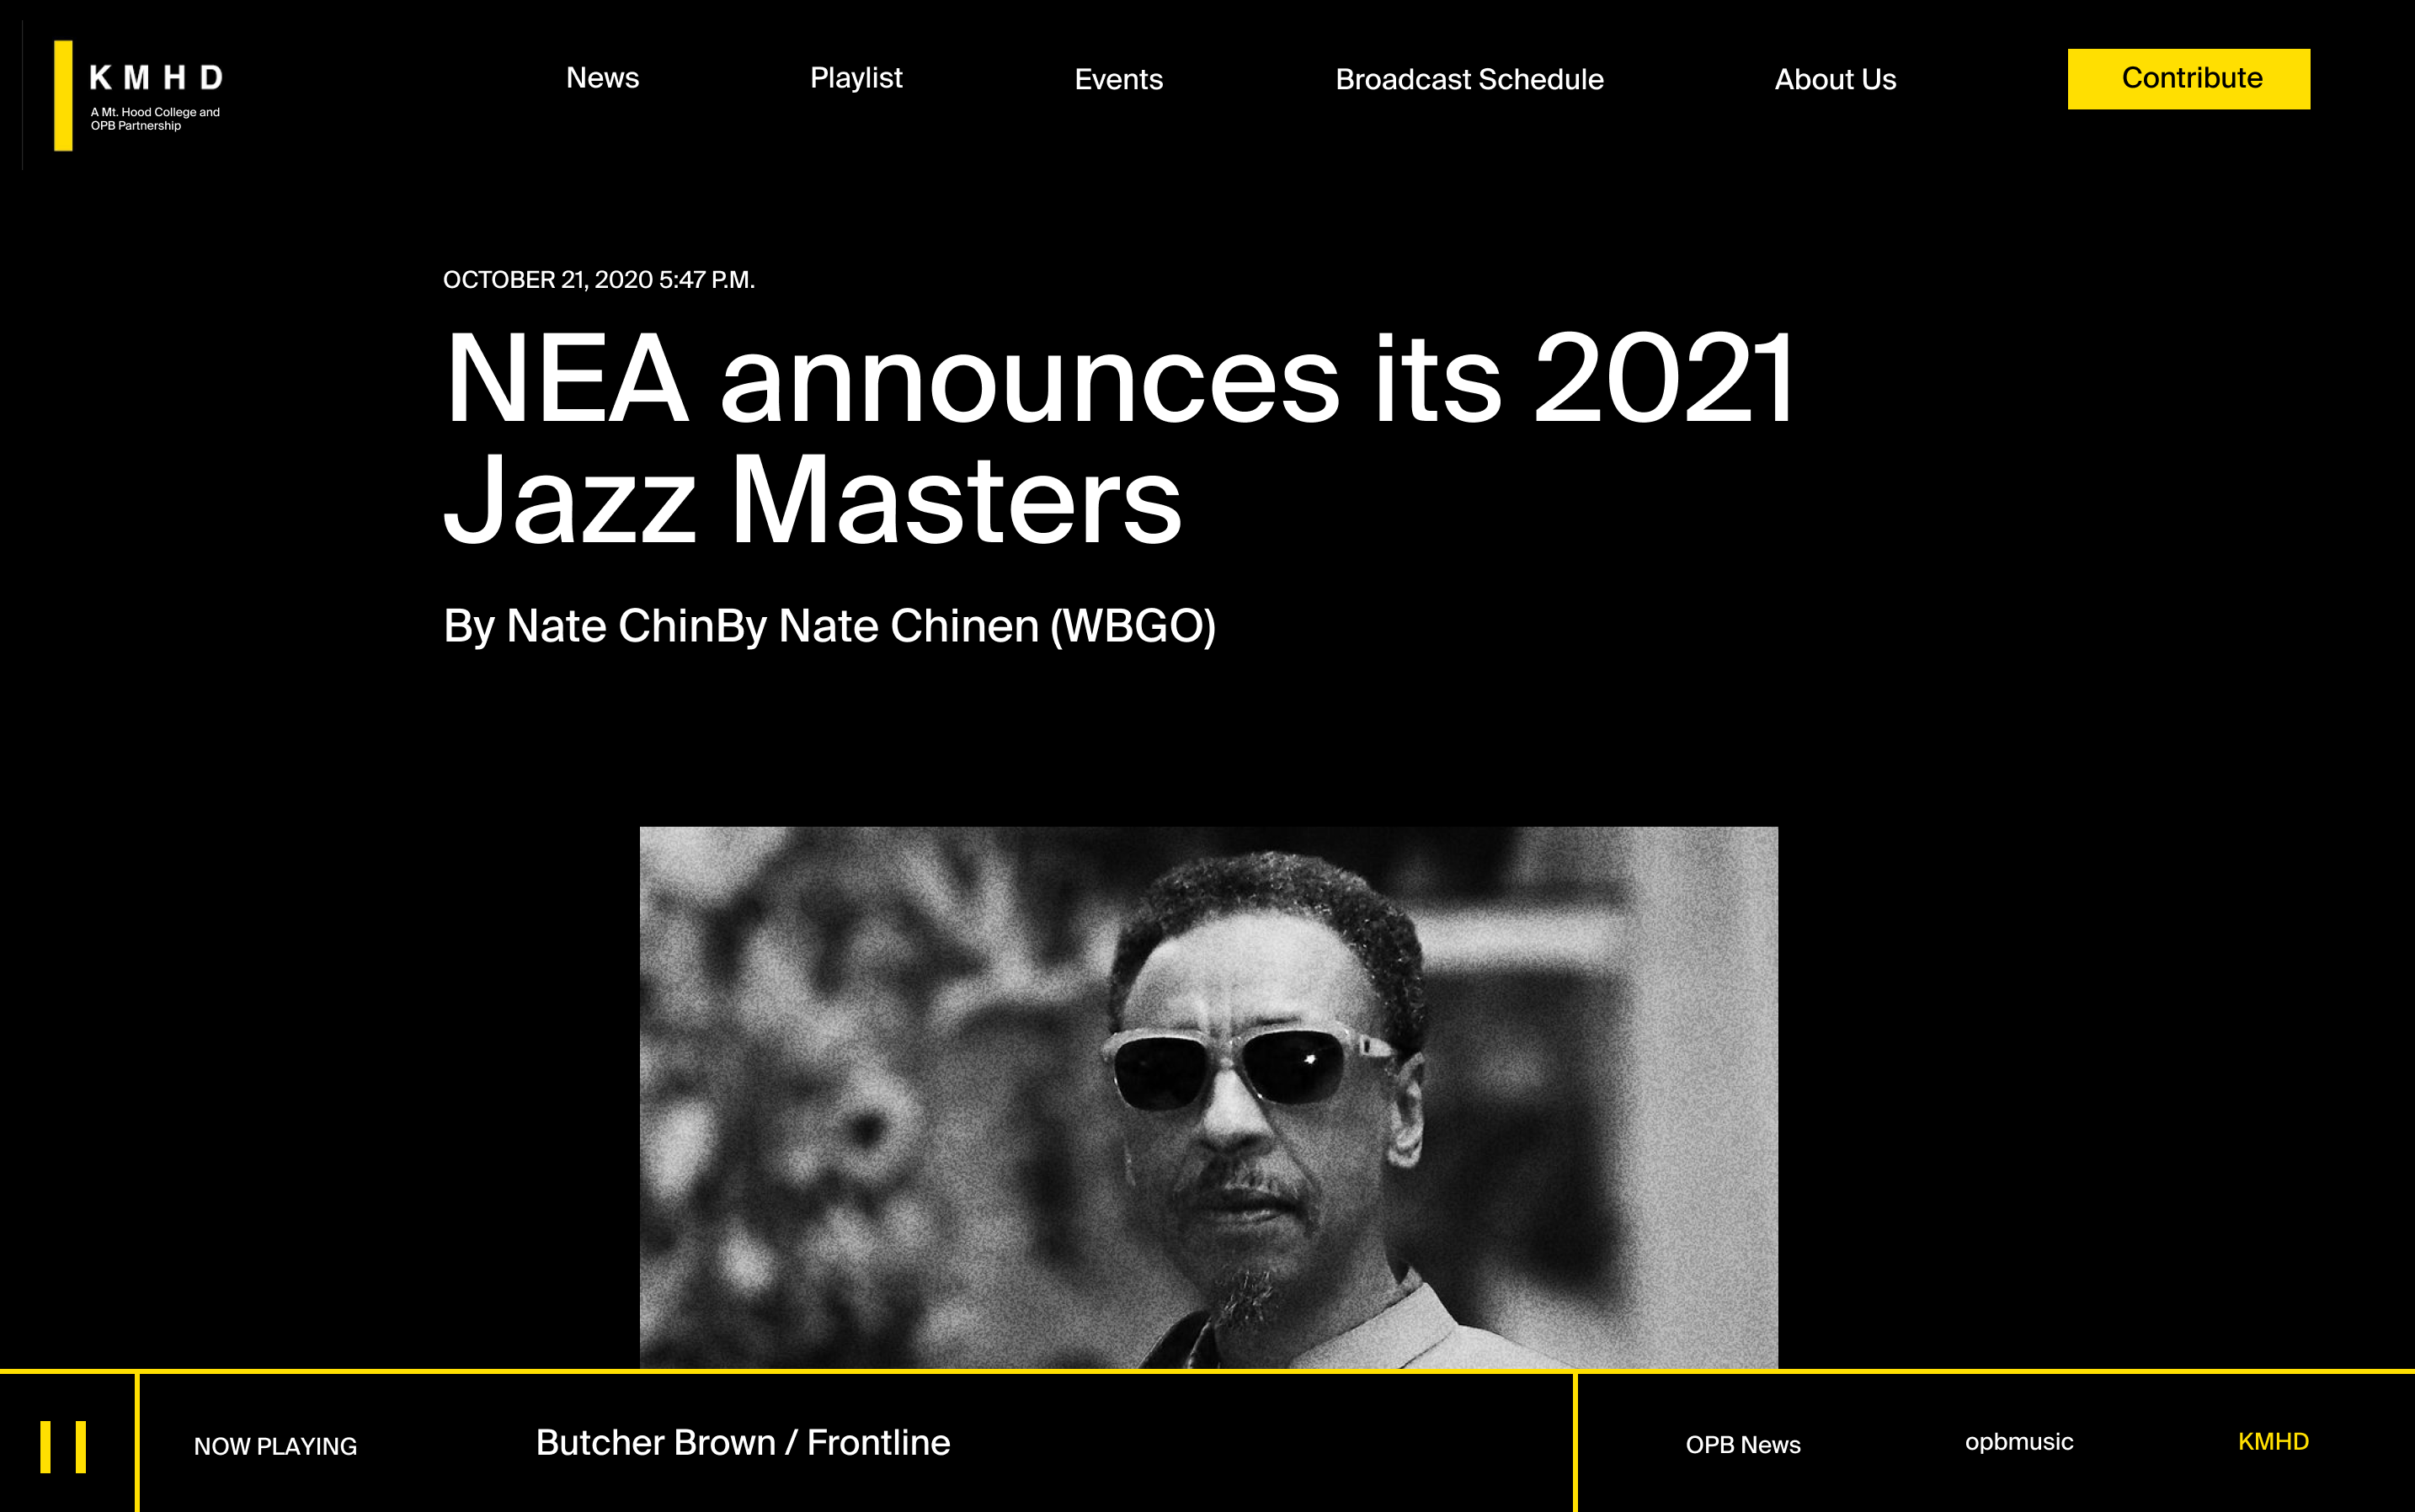 KMHD
A Mt. Hood College and
OPB Partnership
News
Playlist
Events
Broadcast Schedule
About Us
Contribute
OCTOBER 21, 2020 5:47 P.M.
NEA announces its 2021
Jazz Masters
By Nate ChinBy Nate Chinen (WBGO)
NOW PLAYING
Butcher Brown / Frontline
OPB News
opbmusic
KMHD